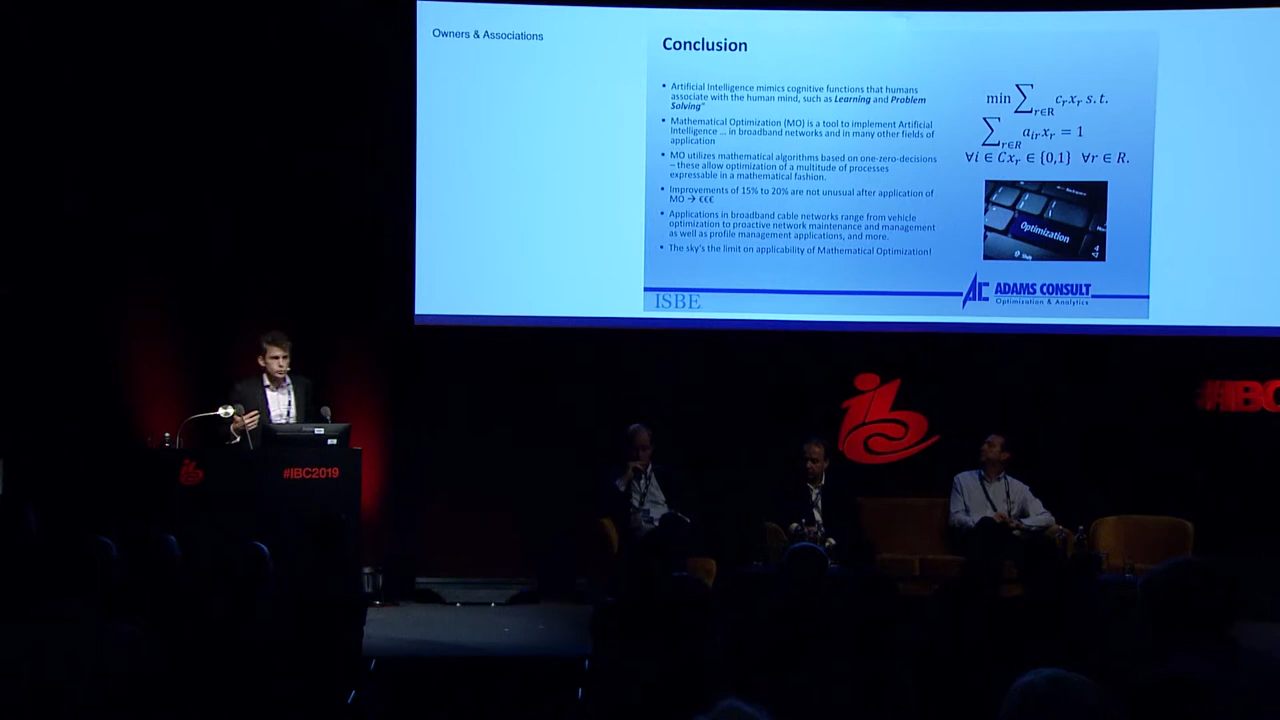 Owners & Associations
Conclusion
• Artificial Intelligence mimics cognitive functions that humans
associate with the human mind, such as Learning and Problem
Solving"
• Mathematical Optimization (MO) is a tool to implement Artificial
Intelligence ... in broadband networks and in many other fields of
application
• MO utilizes mathematical algorithms based on one-zero-decisions
– these allow optimization of a multitude of processes
expressable in a mathematical fashion.
• Improvements of 15% to 20% are not unusual after application of
MO → €€€
• Applications in broadband cable networks range from vehicle
optimization to proactive network maintenance and management
as well as profile management applications, and more.
• The sky's the limit on applicability of Mathematical Optimization!
min ∑r∈R crxr s.t.
∑r∈R airxr = 1
∀i ∈ Cxr ∈ {0,1} ∀r ∈ R.
Backspace
Optimization
ISBE
AC ADAMS CONSULT
Optimization & Analytics
ibc
#IBC
#IBC2019